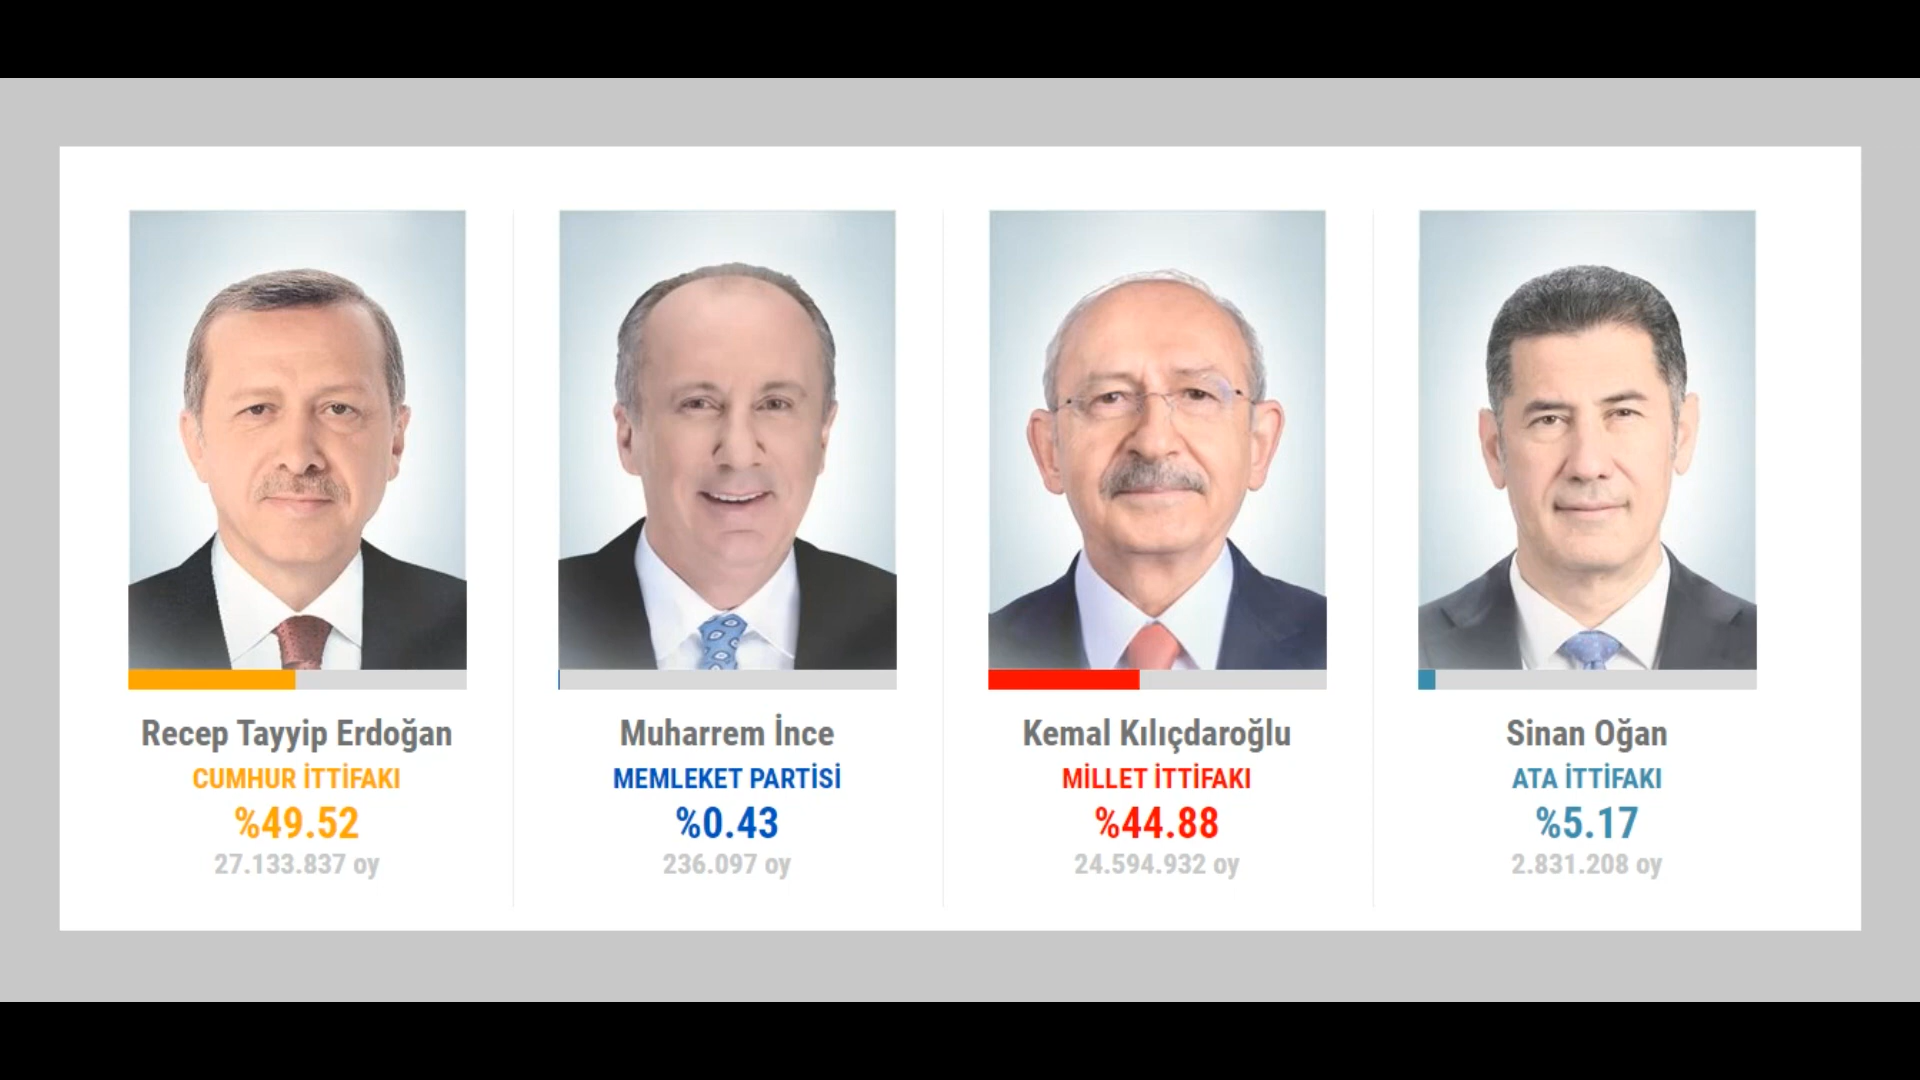 Recep Tayyip Erdoğan
CUMHUR İTTİFAKI
%49.52
27.133.837 oy
Muharrem İnce
MEMLEKET PARTİSİ
%0.43
236.097 oy
Kemal Kılıçdaroğlu
MİLLET İTTİFAKI
%44.88
24.594.932 oy
Sinan Oğan
ATA İTTİFAKI
%5.17
2.831.208 oy